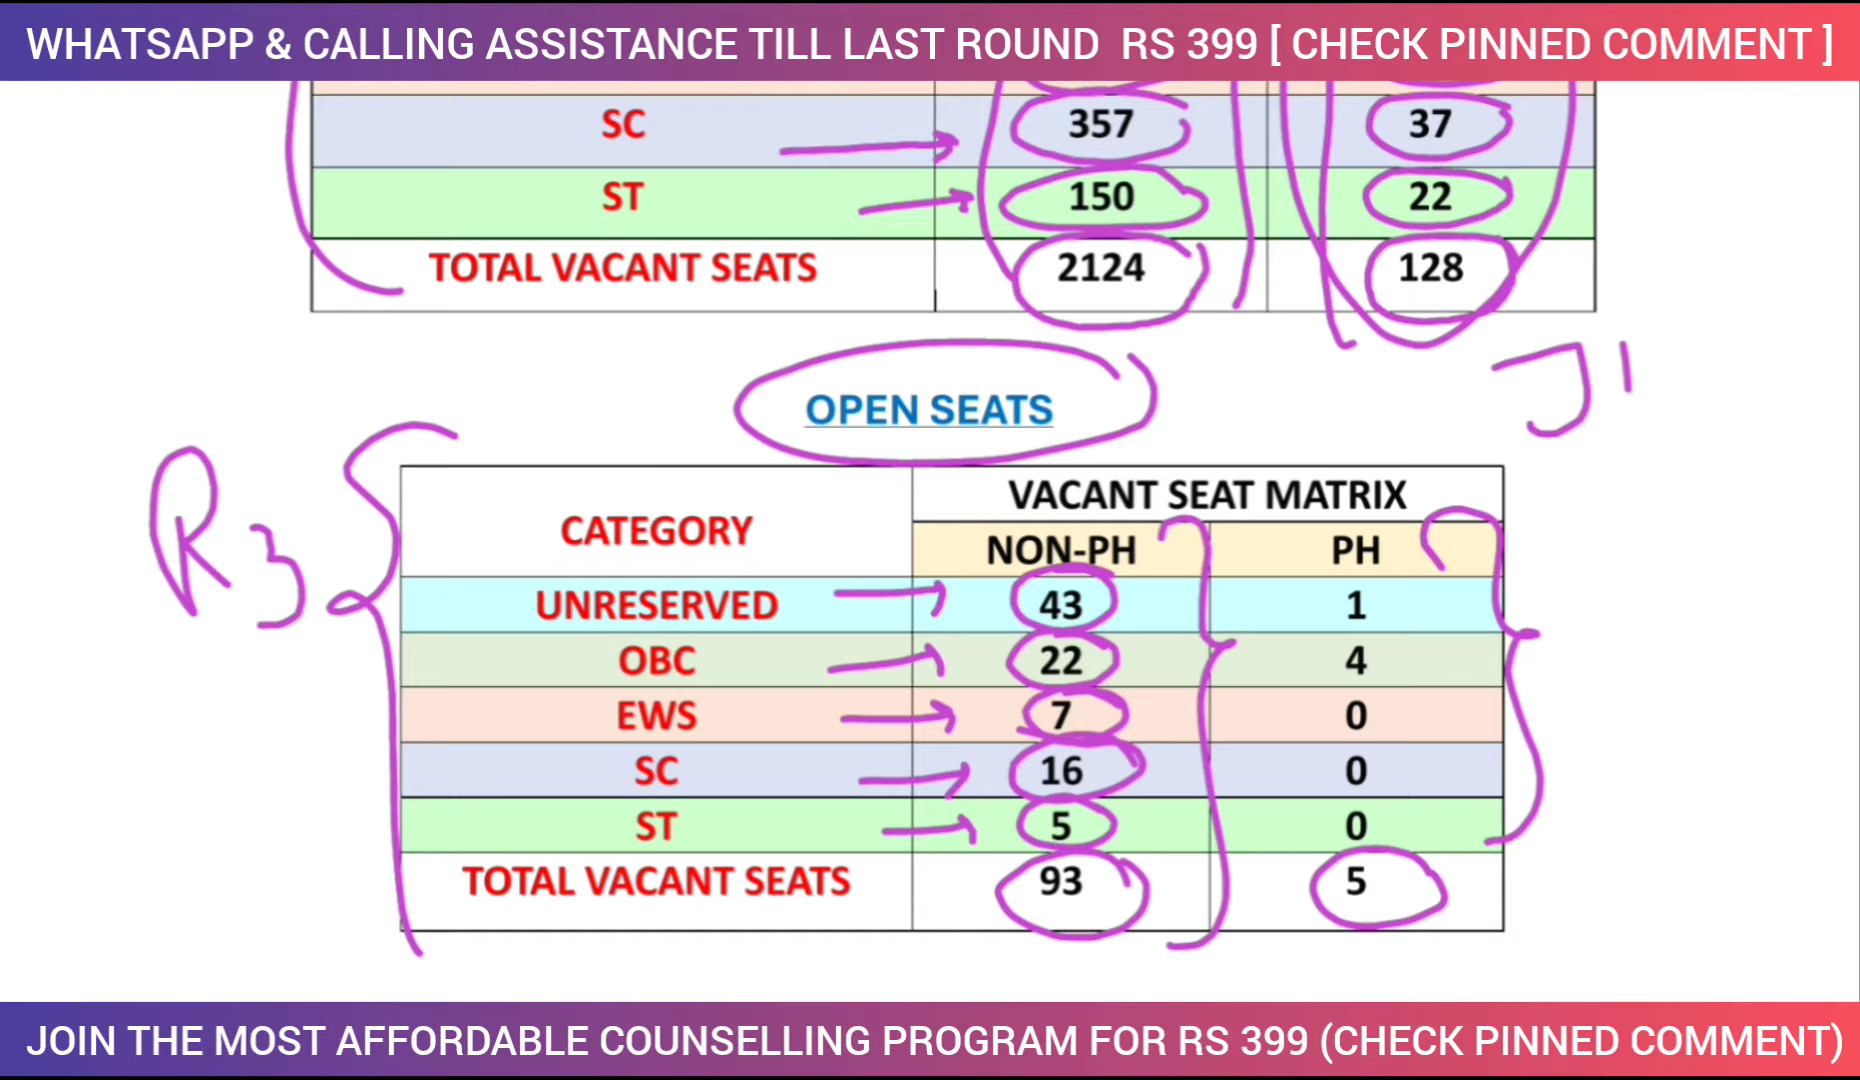 WHATSAPP & CALLING ASSISTANCE TILL LAST ROUND RS 399 [ CHECK PINNED COMMENT ]
SC 357 37
ST 150 22
TOTAL VACANT SEATS 2124 128
OPEN SEATS
R3
CATEGORY VACANT SEAT MATRIX
NON-PH PH
UNRESERVED 43 1
OBC 22 4
EWS 7 0
SC 16 0
ST 5 0
TOTAL VACANT SEATS 93 5
JOIN THE MOST AFFORDABLE COUNSELLING PROGRAM FOR RS 399 (CHECK PINNED COMMENT)